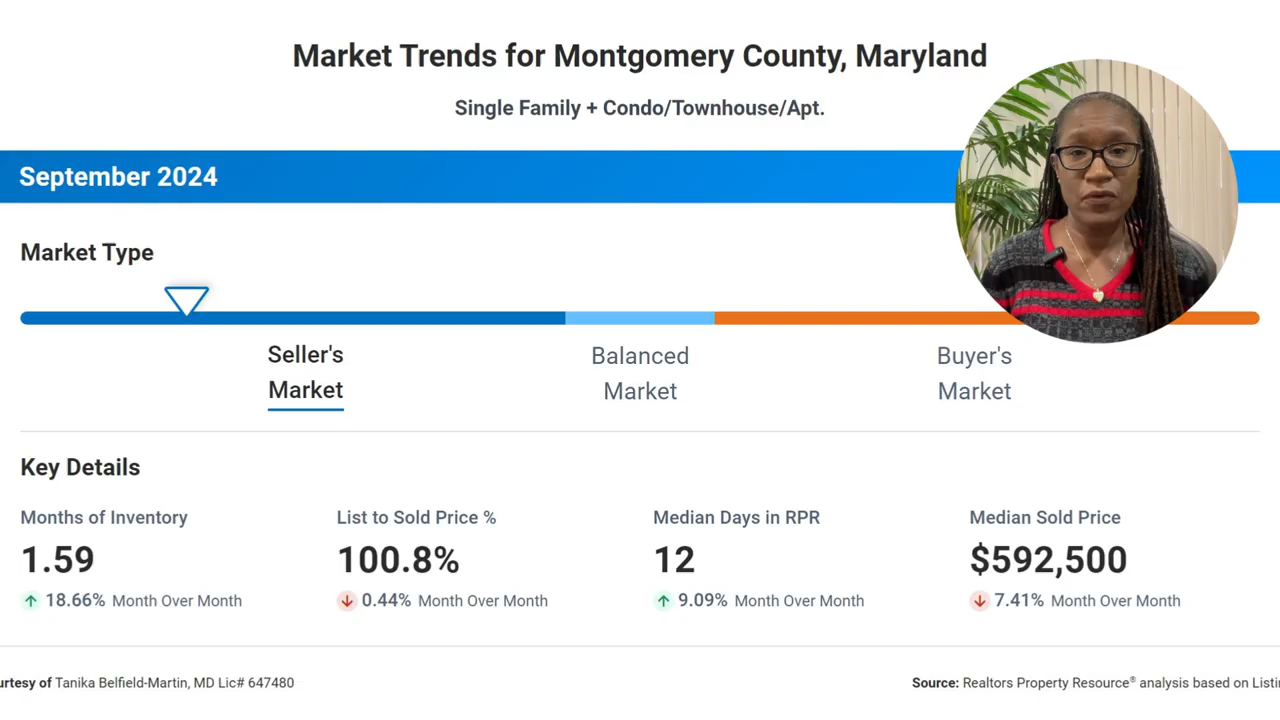 Market Trends for Montgomery County, Maryland
Single Family + Condo/Townhouse/Apt.
September 2024
Market Type
Seller's
Market
Balanced
Market
Buyer's
Market
Key Details
Months of Inventory
1.59
↑ 18.66% Month Over Month
List to Sold Price %
100.8%
↓ 0.44% Month Over Month
Median Days in RPR
12
↑ 9.09% Month Over Month
Median Sold Price
$592,500
↓ 7.41% Month Over Month
urtesy of Tanika Belfield-Martin, MD Lic# 647480
Source: Realtors Property Resource® analysis based on Listi